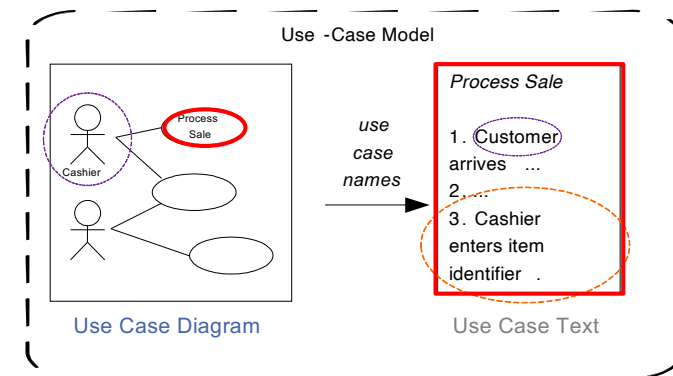 Use -Case Model
Process
Sale
Cashier
Use Case Diagram
use
case
names
Process Sale
1. Customer
arrives ...
2. ...
3. Cashier
enters item
identifier .
Use Case Text